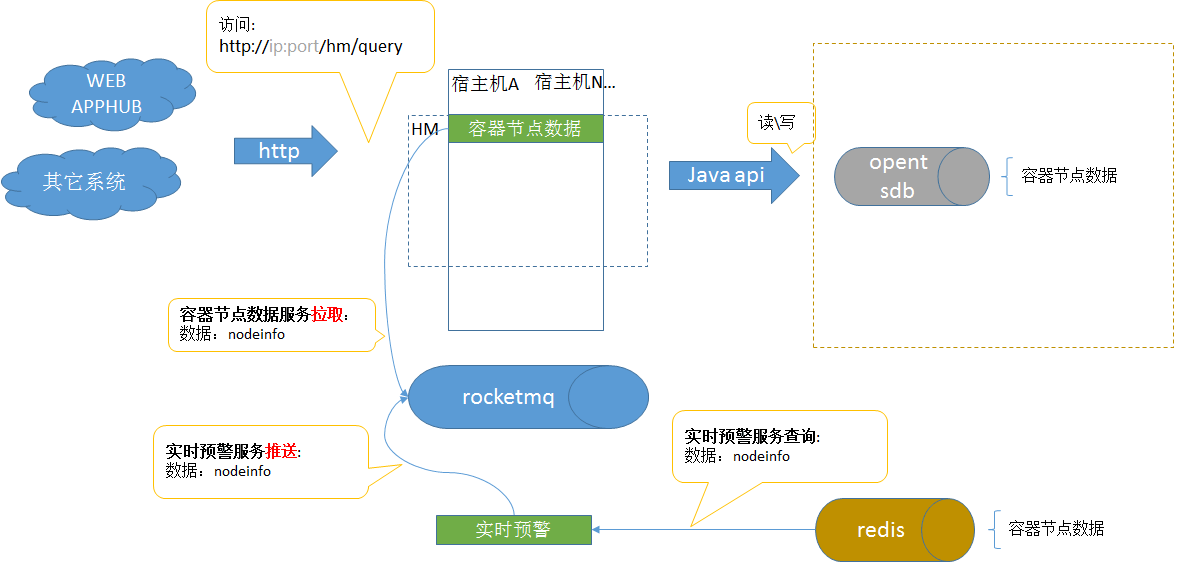 访问:
http://ip:port/hm/query
WEB
APPHUB
其它系统
http
宿主机A
宿主机N...
HM
容器节点数据
读\写
Java api
opent
sdb
容器节点数据
容器节点数据服务拉取:
数据：nodeinfo
rocketmq
实时预警服务推送:
数据：nodeinfo
实时预警服务查询:
数据：nodeinfo
实时预警
redis
容器节点数据